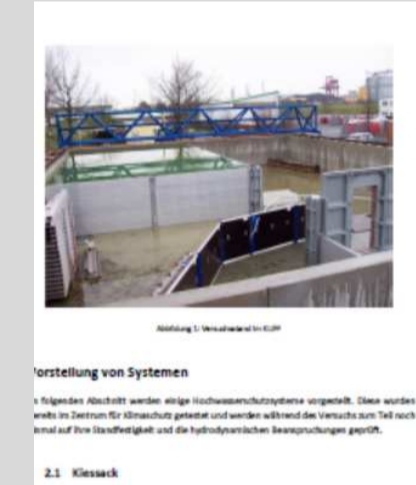 Abbildung 1: Versuchsstand im
Vorstellung von Systemen
folgenden Abschnitt werden einige Hochwasserschutzsysteme vorgestellt. Diese wurden
ereits im Zentrum für Klimaschutz getestet und werden während des Versuchs zum Teil noch
inmal auf ihre Standfestigkeit und die hydrodynamischen Beanspruchungen geprüft.
2.1 Kiessack